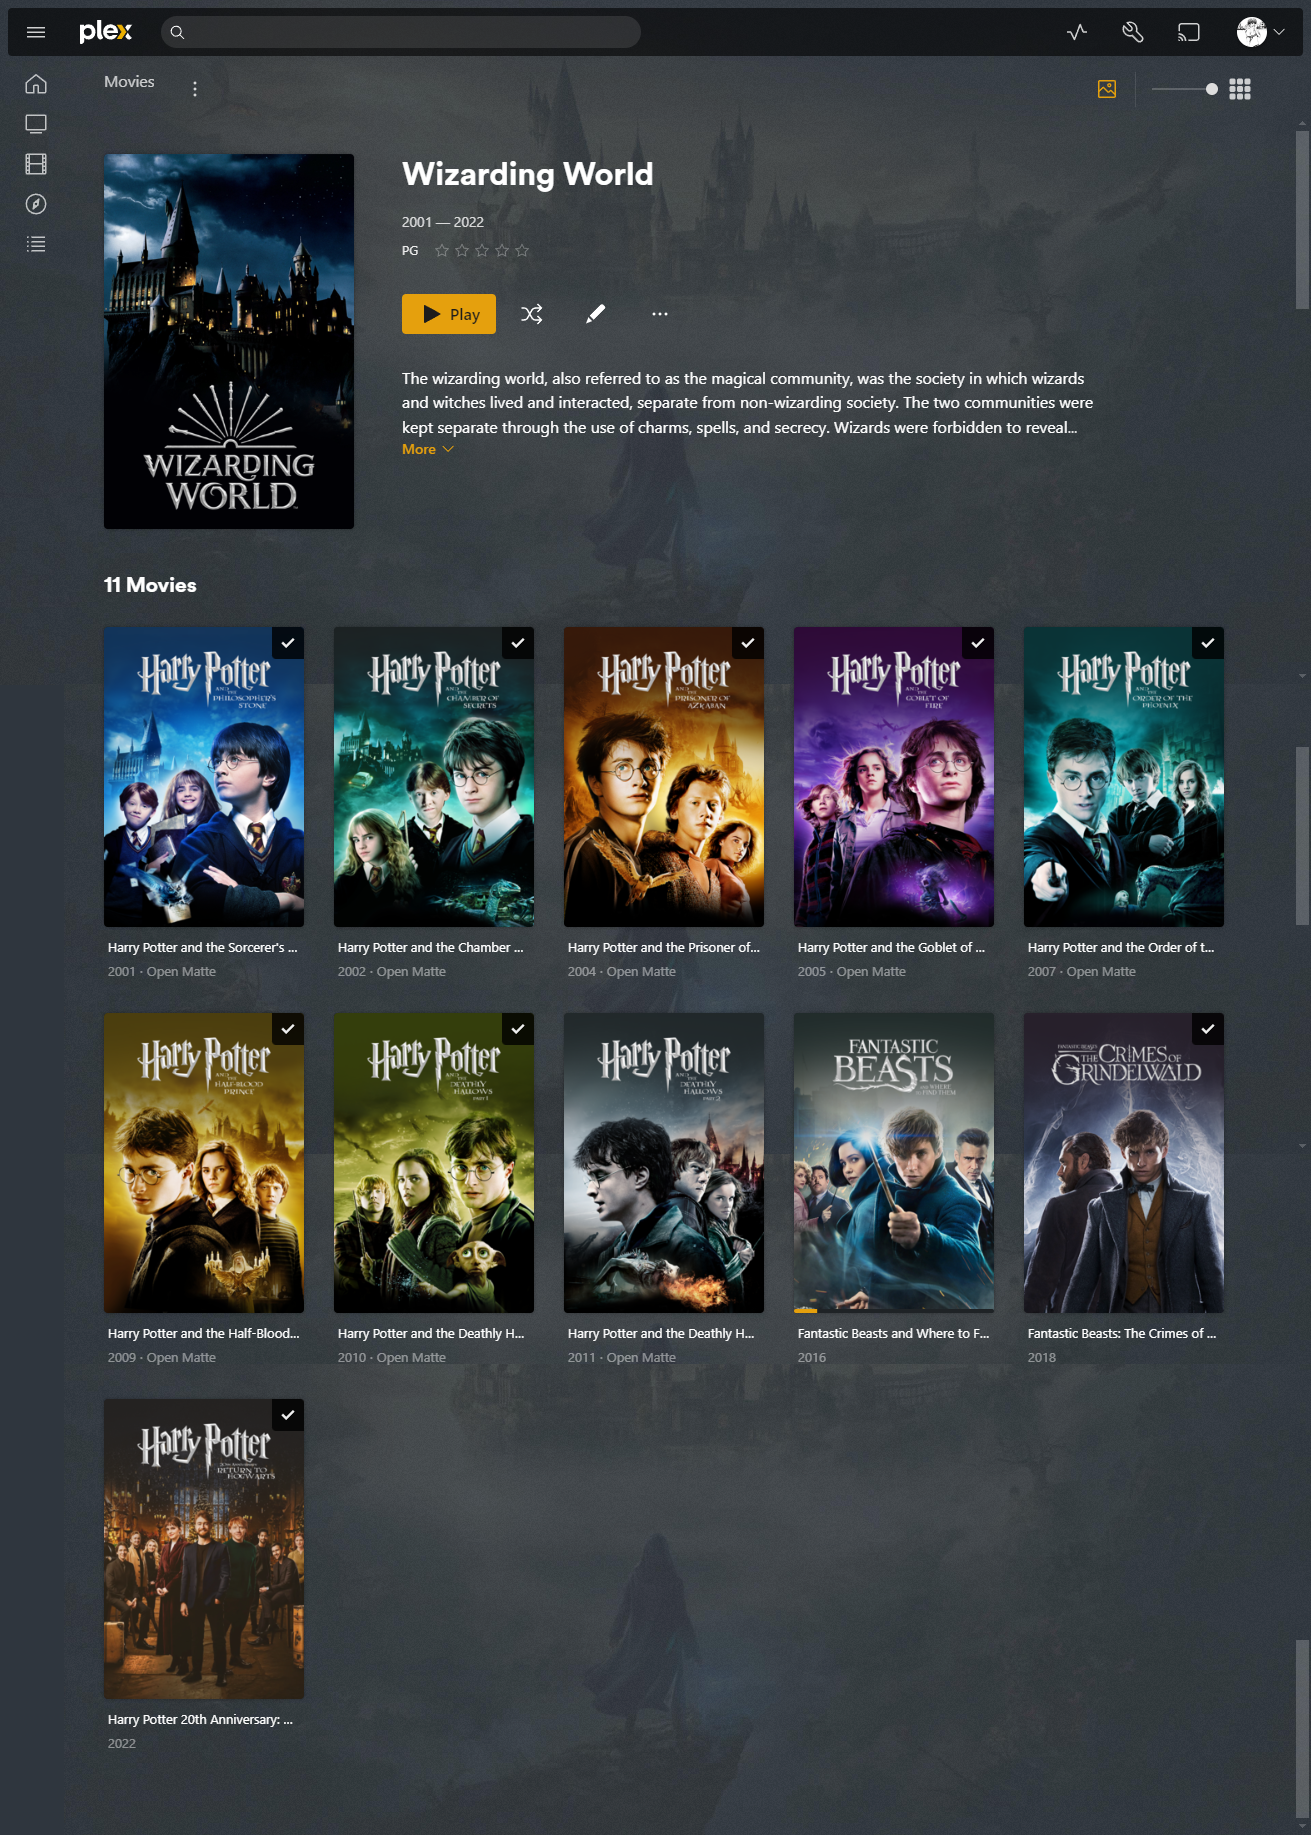 plex
Movies
WIZARDING
WORLD
Wizarding World
2001 — 2022
PG
Play
The wizarding world, also referred to as the magical community, was the society in which wizards
and witches lived and interacted, separate from non-wizarding society. The two communities were
kept separate through the use of charms, spells, and secrecy. Wizards were forbidden to reveal...
More
11 Movies
Harry Potter
AND THE
PHILOSOPHER'S
STONE
Harry Potter
AND THE
CHAMBER OF
SECRETS
Harry Potter
AND THE
PRISONER OF
AZKABAN
Harry Potter
AND THE
GOBLET OF
FIRE
Harry Potter
AND THE
ORDER OF THE
PHOENIX
Harry Potter and the Sorcerer's ...
2001 · Open Matte
Harry Potter and the Chamber ...
2002 · Open Matte
Harry Potter and the Prisoner of...
2004 · Open Matte
Harry Potter and the Goblet of ...
2005 · Open Matte
Harry Potter and the Order of t...
2007 · Open Matte
Harry Potter
AND THE
HALF-BLOOD
PRINCE
Harry Potter
AND THE
DEATHLY
HALLOWS
PART 1
Harry Potter
AND THE
DEATHLY
HALLOWS
PART 2
FANTASTIC
BEASTS
AND WHERE
TO FIND THEM
FANTASTIC BEASTS
THE CRIMES OF
GRINDELWALD
Harry Potter and the Half-Blood...
2009 · Open Matte
Harry Potter and the Deathly H...
2010 · Open Matte
Harry Potter and the Deathly H...
2011 · Open Matte
Fantastic Beasts and Where to F...
2016
Fantastic Beasts: The Crimes of ...
2018
Harry Potter
RETURN TO
HOGWARTS
Harry Potter 20th Anniversary: ...
2022